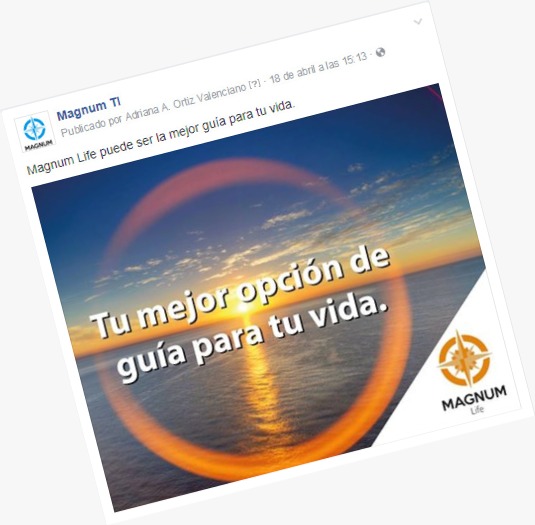 Magnum TI
Publicado por Adriana A. Ortiz Valenciano [?] · 18 de abril a las 15:13 ·
MAGNUM
Magnum Life puede ser la mejor guía para tu vida.
Tu mejor opción de
guía para tu vida.
MAGNUM
Life